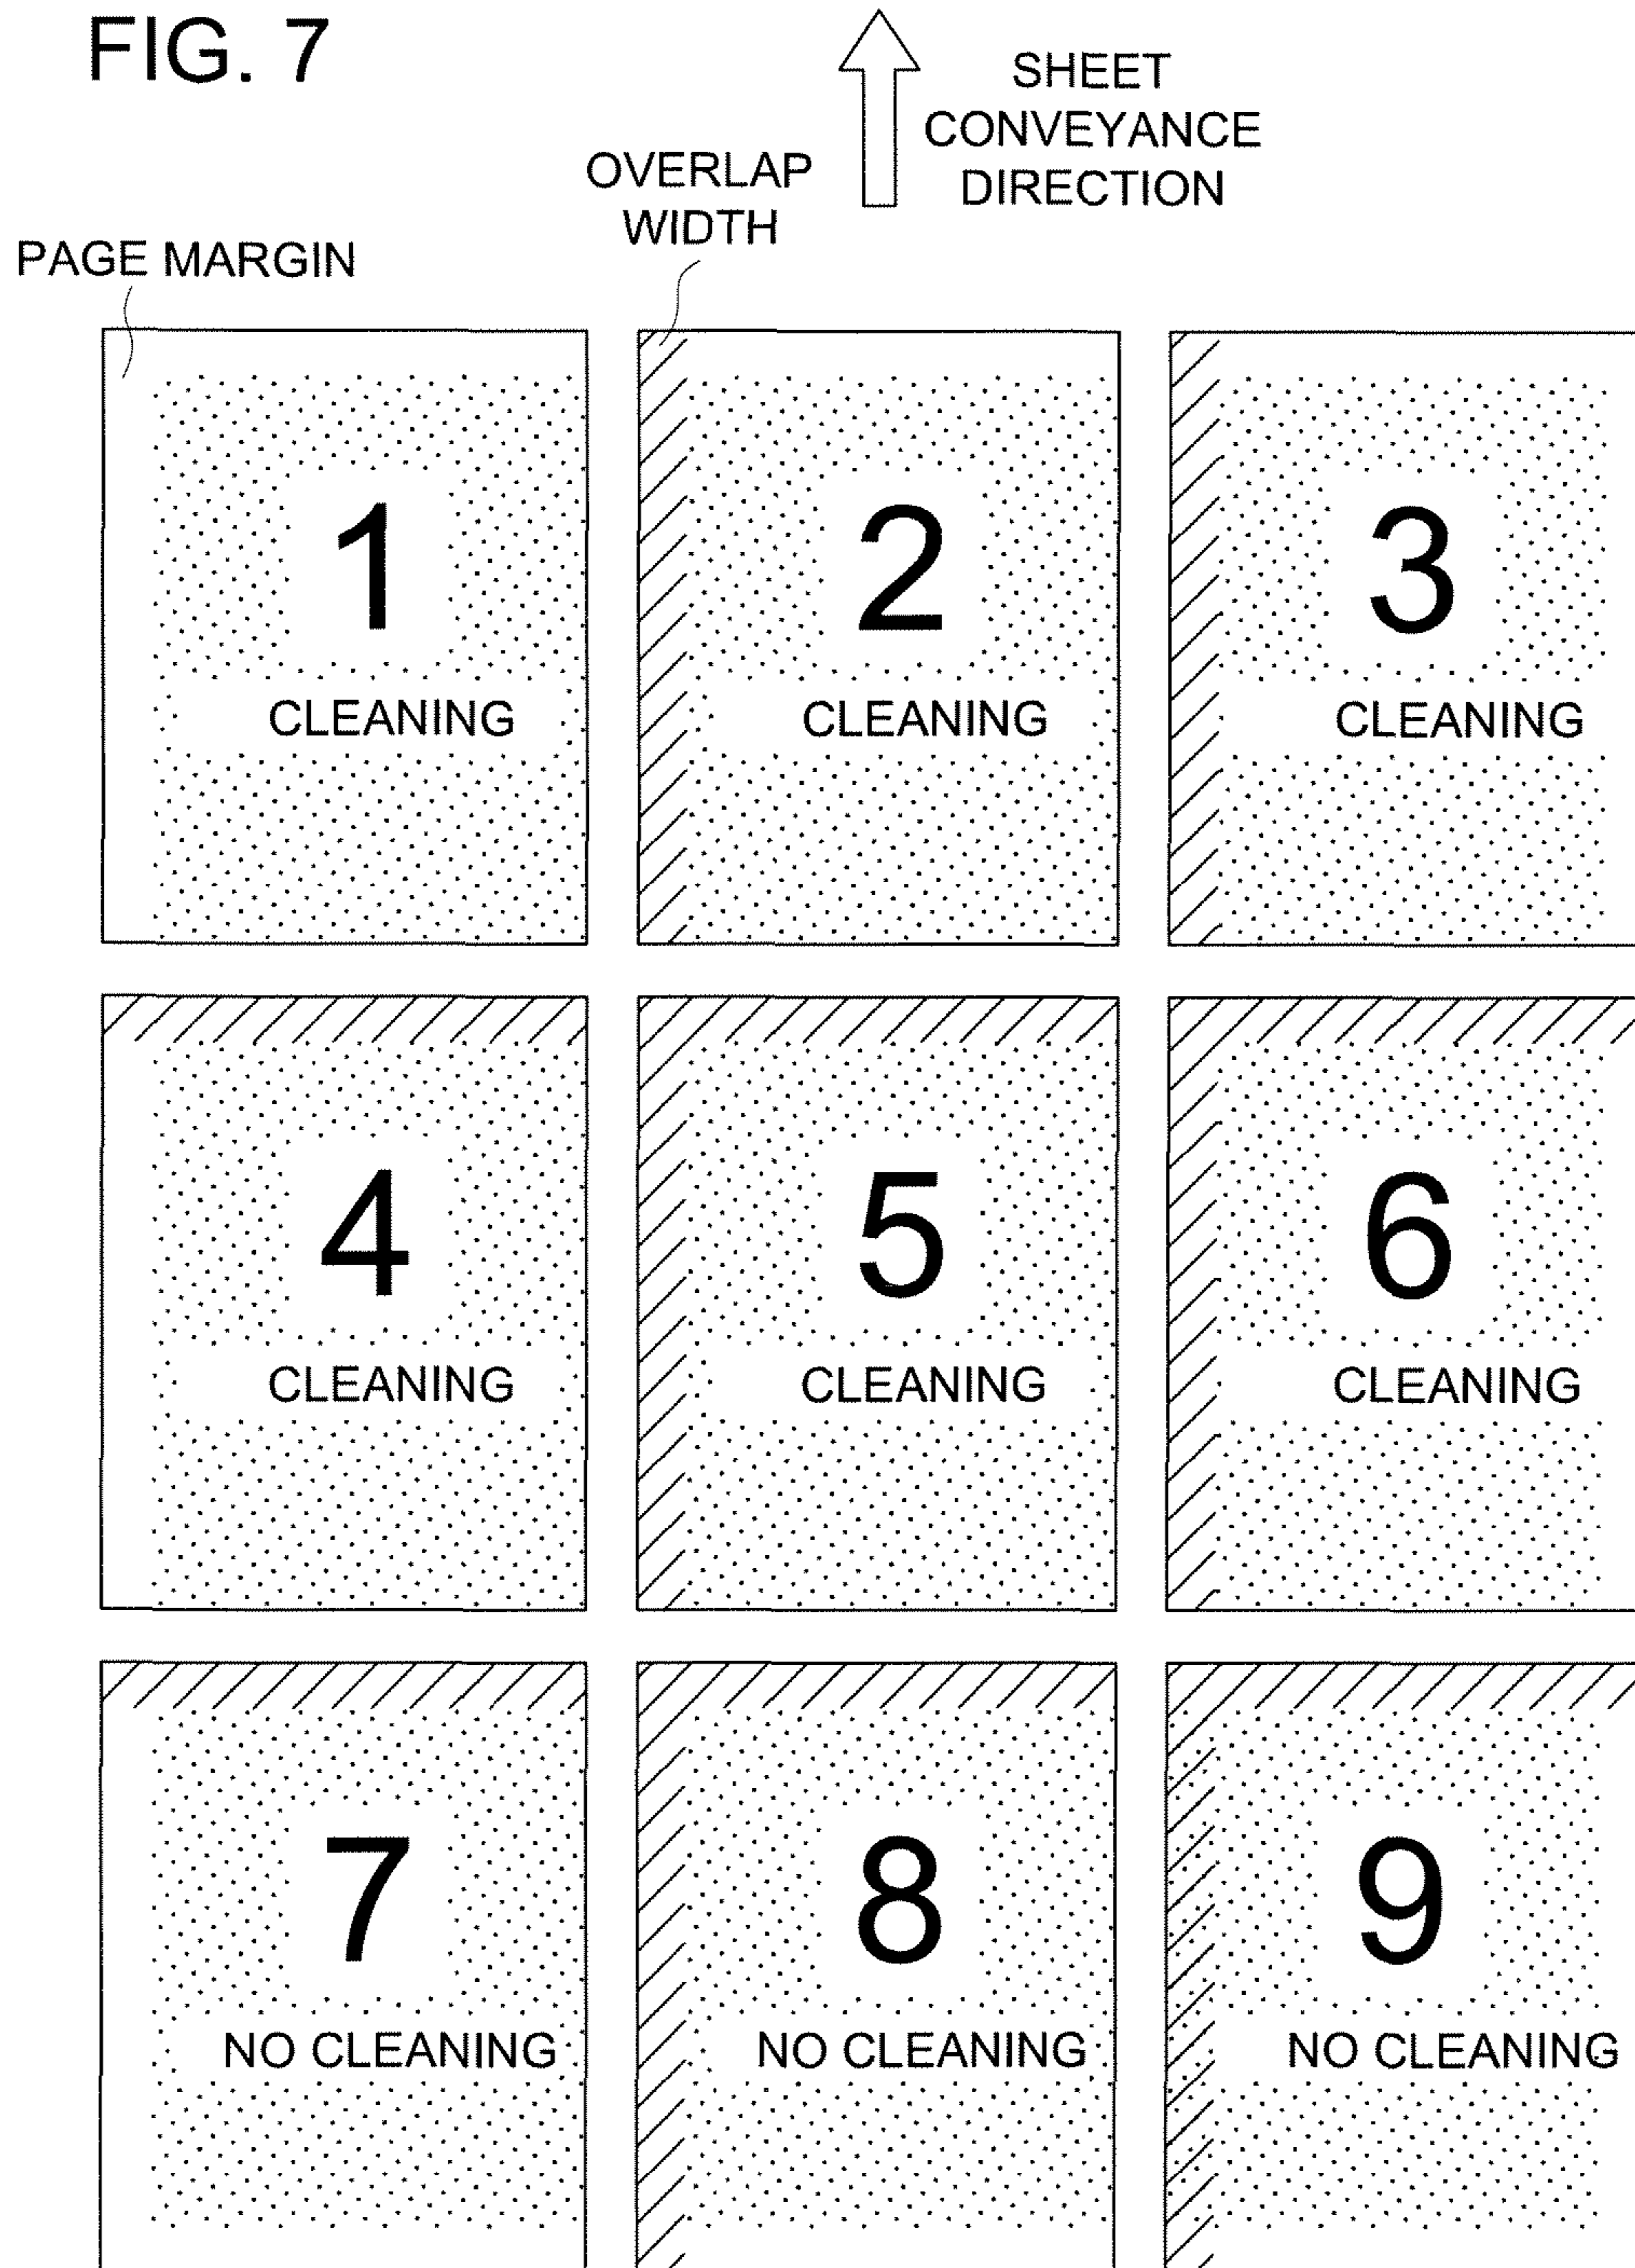 FIG. 7
SHEET
CONVEYANCE
DIRECTION
OVERLAP
WIDTH
PAGE MARGIN
1
CLEANING
2
CLEANING
3
CLEANING
4
CLEANING
5
CLEANING
6
CLEANING
7
NO CLEANING
8
NO CLEANING
9
NO CLEANING